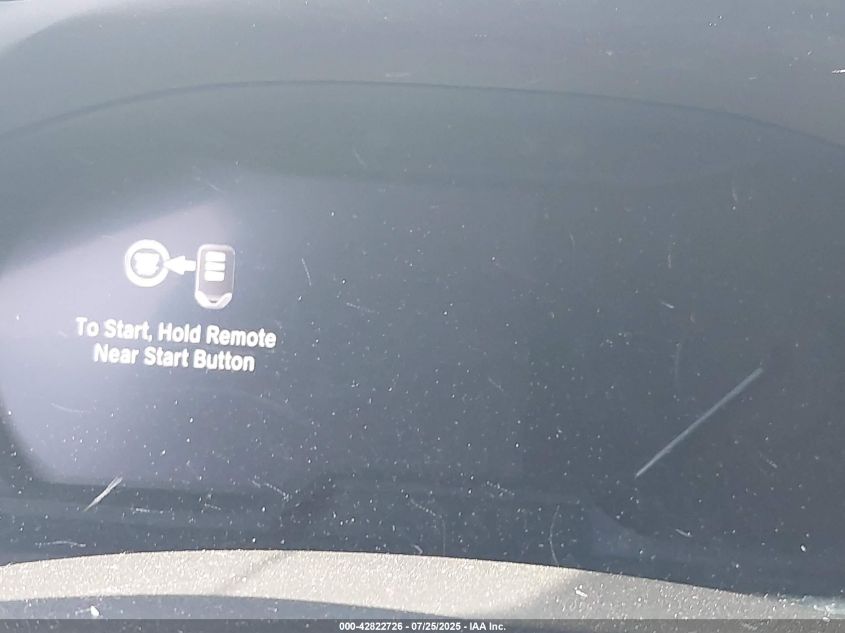 To Start, Hold Remote
Near Start Button
000-42822726 - 07/25/2025 - IAA Inc.